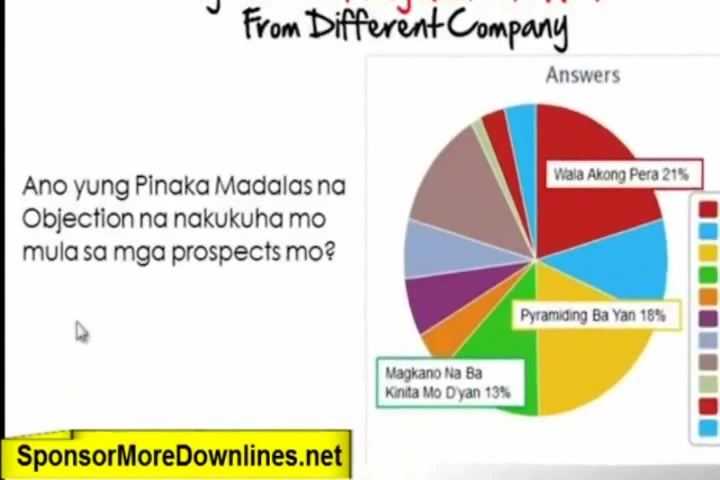 From Different Company
Answers
Ano yung Pinaka Madalas na
Objection na nakukuha mo
mula sa mga prospects mo?
Wala Akong Pera 21%
Pyramiding Ba Yan 18%
Magkano Na Ba
Kinita Mo D'yan 13%
SponsorMoreDownlines.net